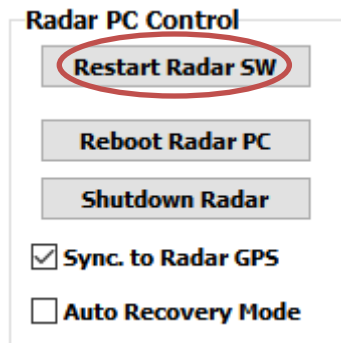 Radar PC Control
Restart Radar SW
Reboot Radar PC
Shutdown Radar
Sync. to Radar GPS
Auto Recovery Mode